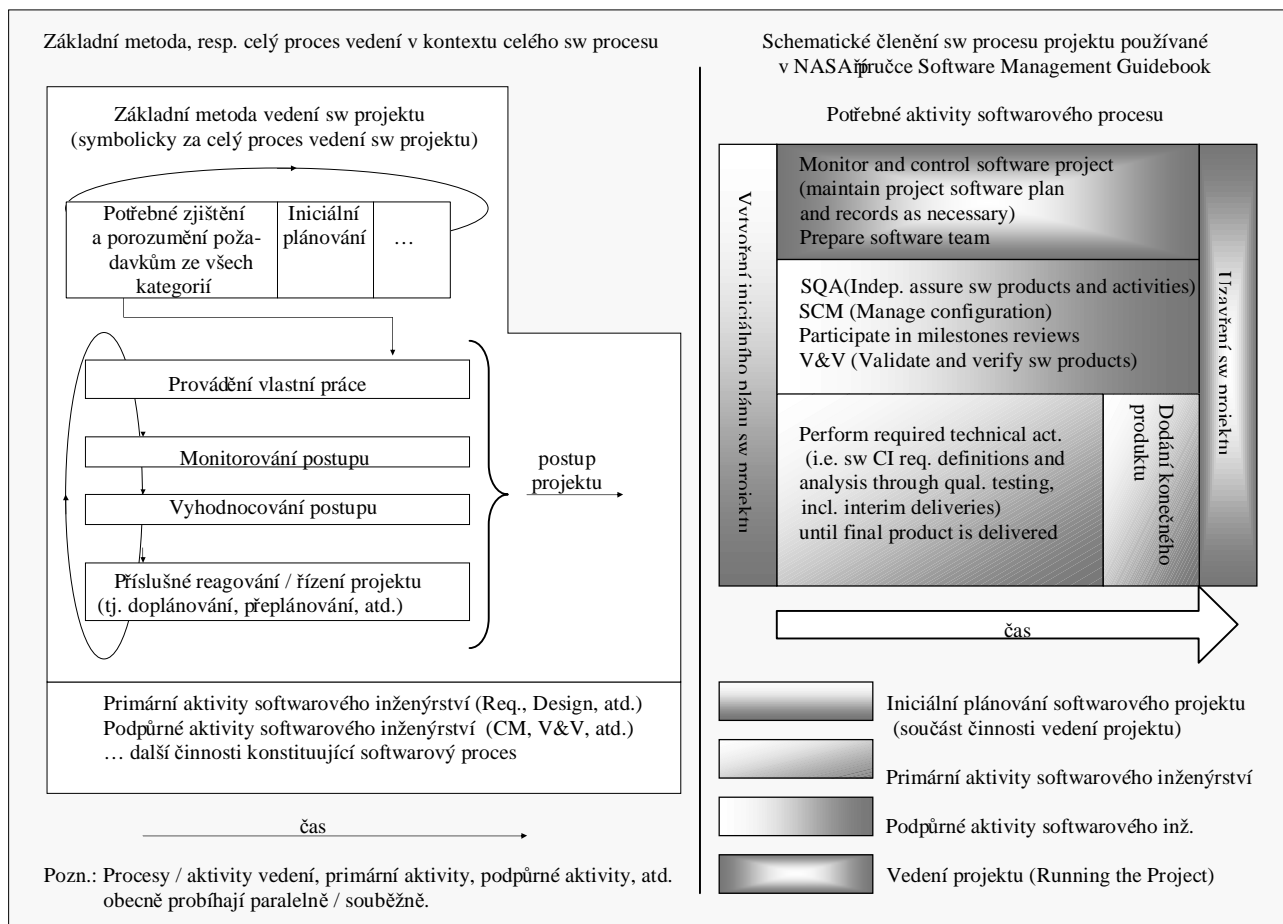 Základní metoda, resp. celý proces vedení v kontextu celého sw procesu
Základní metoda vedení sw projektu
(symbolicky za celý proces vedení sw projektu)
Potřebné zjištění
a porozumění poža-
davkům ze všech
kategorií
Iniciální
plánování
…
Provádění vlastní práce
Monitorování postupu
Vyhodnocování postupu
Příslušné reagování / řízení projektu
(tj. doplánování, přeplánování, atd.)
postup
projektu
Primární aktivity softwarového inženýrství (Req., Design, atd.)
Podpůrné aktivity softwarového inženýrství (CM, V&V, atd.)
… další činnosti konstituující softwarový proces
čas
Pozn.: Procesy / aktivity vedení, primární aktivity, podpůrné aktivity, atd.
obecně probíhají paralelně / souběžně.
Schematické členění sw procesu projektu používané
v NASA příručce Software Management Guidebook
Potřebné aktivity softwarového procesu
Vytvoření iniciálního plánu sw projektu
Monitor and control software project
(maintain project software plan
and records as necessary)
Prepare software team
SQA(Indep. assure sw products and activities)
SCM (Manage configuration)
Participate in milestones reviews
V&V (Validate and verify sw products)
Perform required technical act.
(i.e. sw CI req. definitions and
analysis through qual. testing,
incl. interim deliveries)
until final product is delivered
Dodání konečného
produktu
Uzavření sw projektu
čas
Iniciální plánování softwarového projektu
(součást činnosti vedení projektu)
Primární aktivity softwarového inženýrství
Podpůrné aktivity softwarového inž.
Vedení projektu (Running the Project)